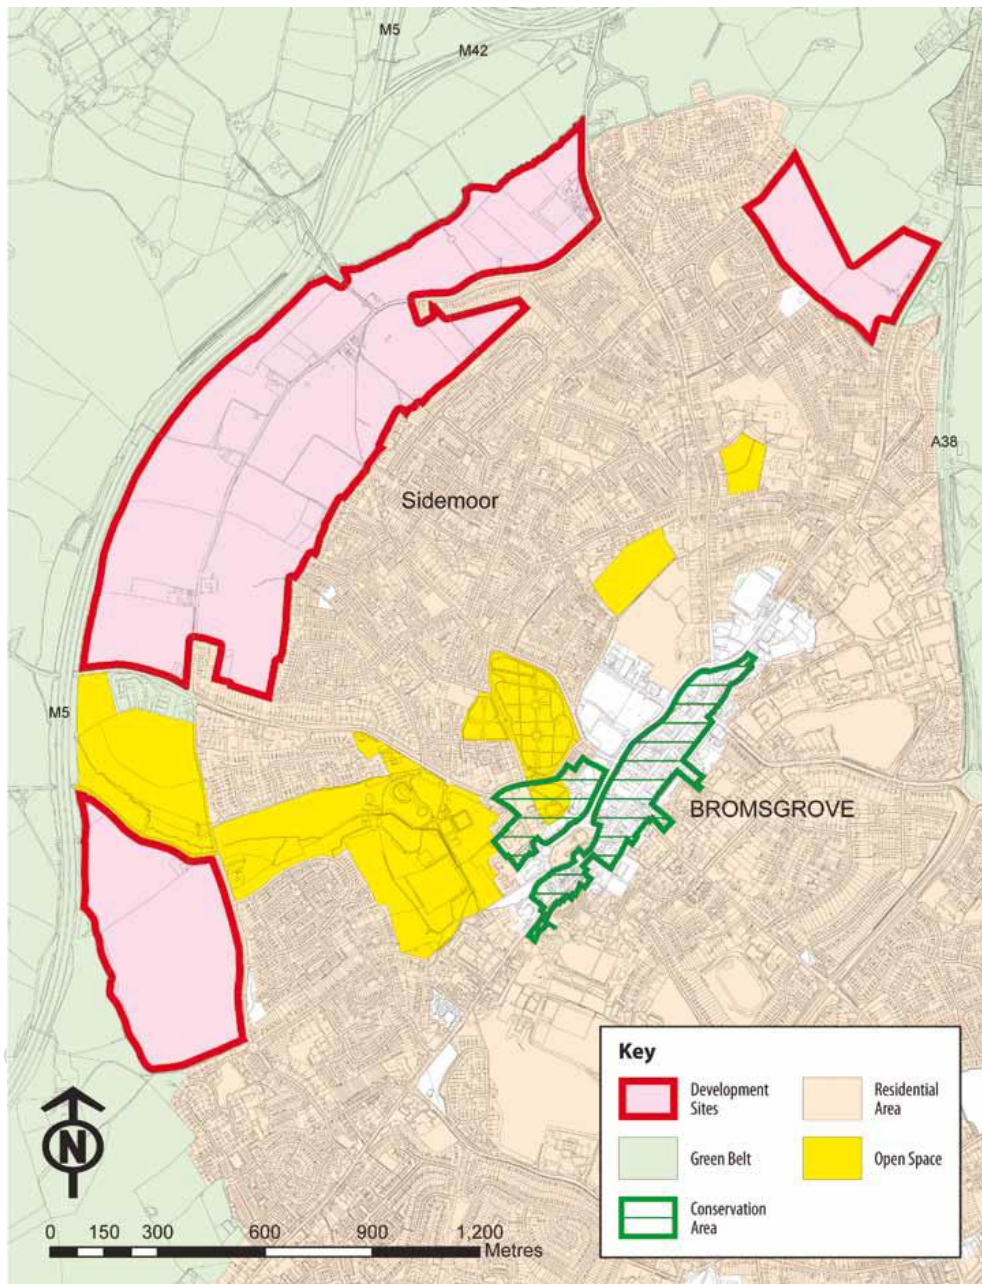 M5
M42
A38
Sidemoor
M5
BROMSGROVE
Key
Development
Sites
Residential
Area
Green Belt
Open Space
Conservation
Area
N
0 150 300 600 900 1,200
Metres